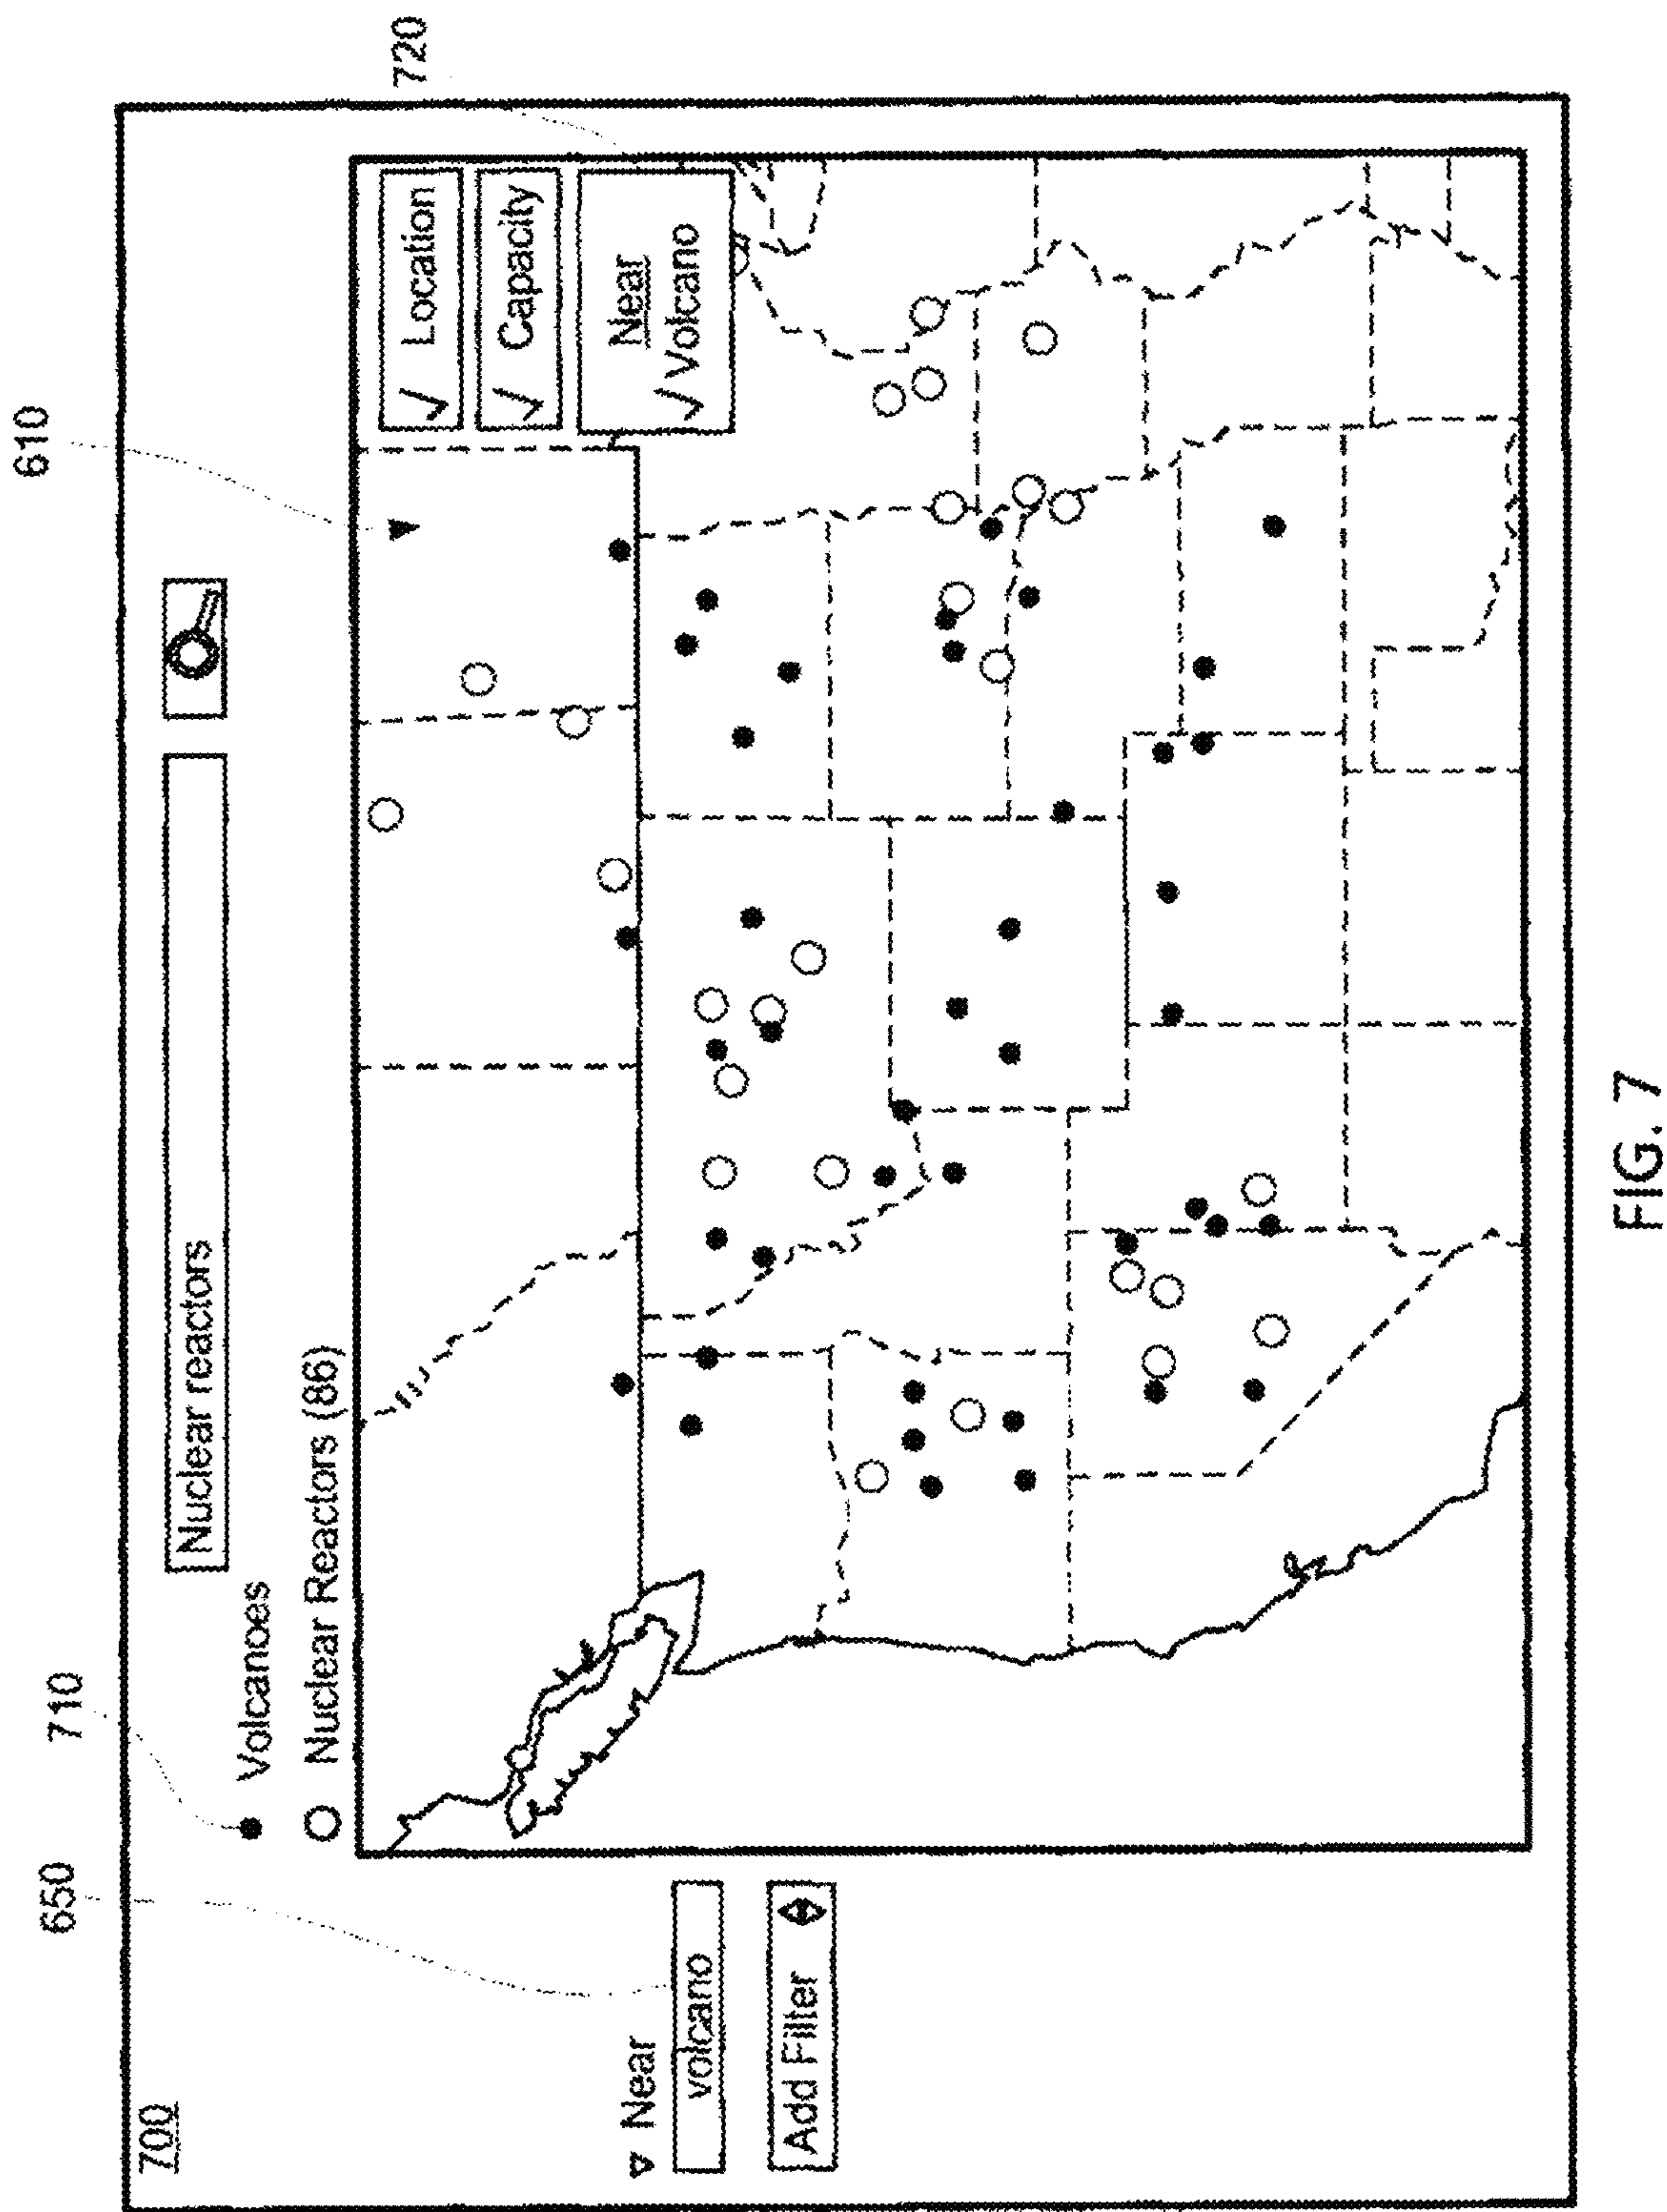 700
650
710
610
720
Nuclear reactors
Volcanoes
Nuclear Reactors (86)
Near
volcano
Add Filter
√ Location
√ Capacity
Near
√ Volcano
FIG. 7